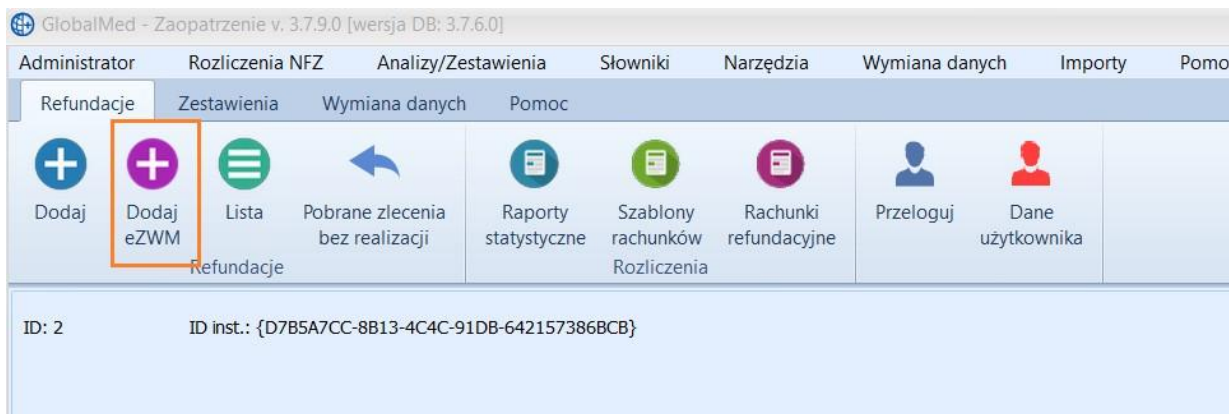 GlobalMed - Zaopatrzenie v. 3.7.9.0 [wersja DB: 3.7.6.0]
Administrator Rozliczenia NFZ Analizy/Zestawienia Słowniki Narzędzia Wymiana danych Importy Pomo
Refundacje Zestawienia Wymiana danych Pomoc
Dodaj Dodaj Lista Pobrane zlecenia Raporty Szablony Rachunki Przeloguj Dane
eZWM bez realizacji statystyczne rachunków refundacyjne użytkownika
Refundacje Rozliczenia
ID: 2 ID inst.: {D7B5A7CC-8B13-4C4C-91DB-642157386BCB}